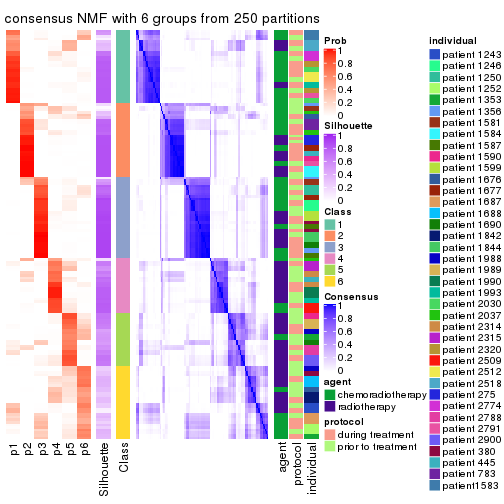 consensus NMF with 6 groups from 250 partitions
p1
p2
p3
p4
p5
p6
Silhouette
Class
agent
protocol
individual
Prob
1
0.8
0.6
0.4
0.2
0
Silhouette
1
0.8
0.6
0.4
0.2
0
Class
1
2
3
4
5
6
Consensus
1
0.8
0.6
0.4
0.2
0
agent
chemoradiotherapy
radiotherapy
protocol
during treatment
prior to treatment
individual
patient 1243
patient 1246
patient 1250
patient 1252
patient 1353
patient 1356
patient 1581
patient 1584
patient 1587
patient 1590
patient 1599
patient 1676
patient 1677
patient 1687
patient 1688
patient 1690
patient 1842
patient 1844
patient 1988
patient 1989
patient 1990
patient 1993
patient 2030
patient 2037
patient 2314
patient 2315
patient 2320
patient 2509
patient 2512
patient 2518
patient 275
patient 2774
patient 2788
patient 2791
patient 2900
patient 380
patient 445
patient 783
patient1583